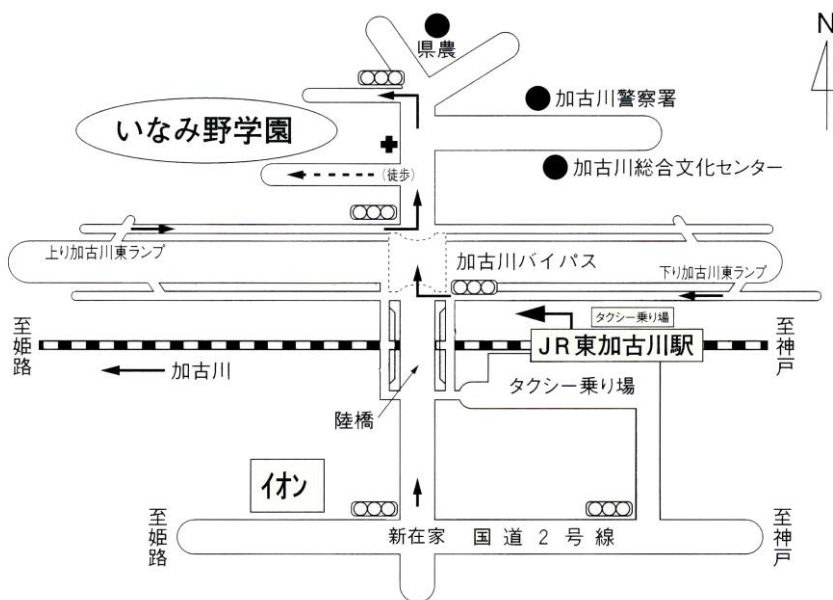 N
県農
加古川警察署
いなみ野学園
加古川総合文化センター
(徒歩)
上り加古川東ランプ
加古川バイパス
下り加古川東ランプ
タクシー乗り場
至姫路
JR東加古川駅
至神戸
加古川
タクシー乗り場
陸橋
イオン
至姫路
新在家 国道2号線
至神戸